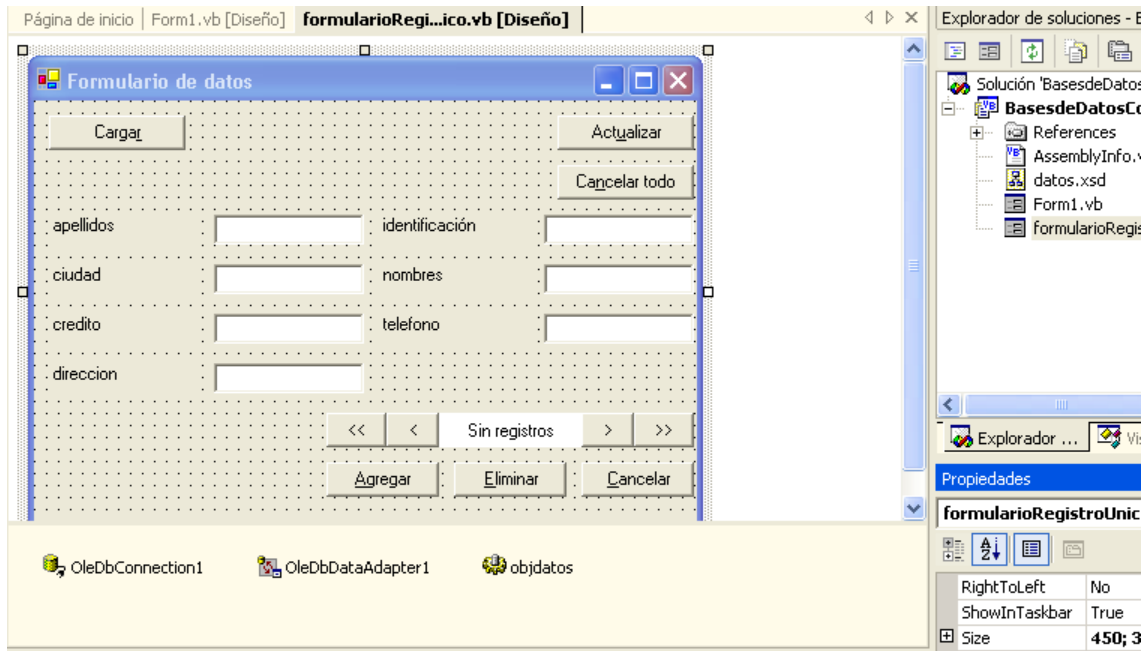 Página de inicio Form1.vb [Diseño] formularioRegi...ico.vb [Diseño]
Formulario de datos
Cargar Actualizar
Cancelar todo
apellidos identificación
ciudad nombres
credito telefono
direccion
<< < Sin registros > >>
Agregar Eliminar Cancelar
OleDbConnection1 OleDbDataAdapter1 objdatos
Explorador de soluciones -
Solución 'BasesdeDatos
BasesdeDatosCo
References
AssemblyInfo.v
datos.xsd
Form1.vb
formularioRegis
Explorador ... Vis
Propiedades
formularioRegistroUnic
RightToLeft No
ShowInTaskbar True
Size 450; 3